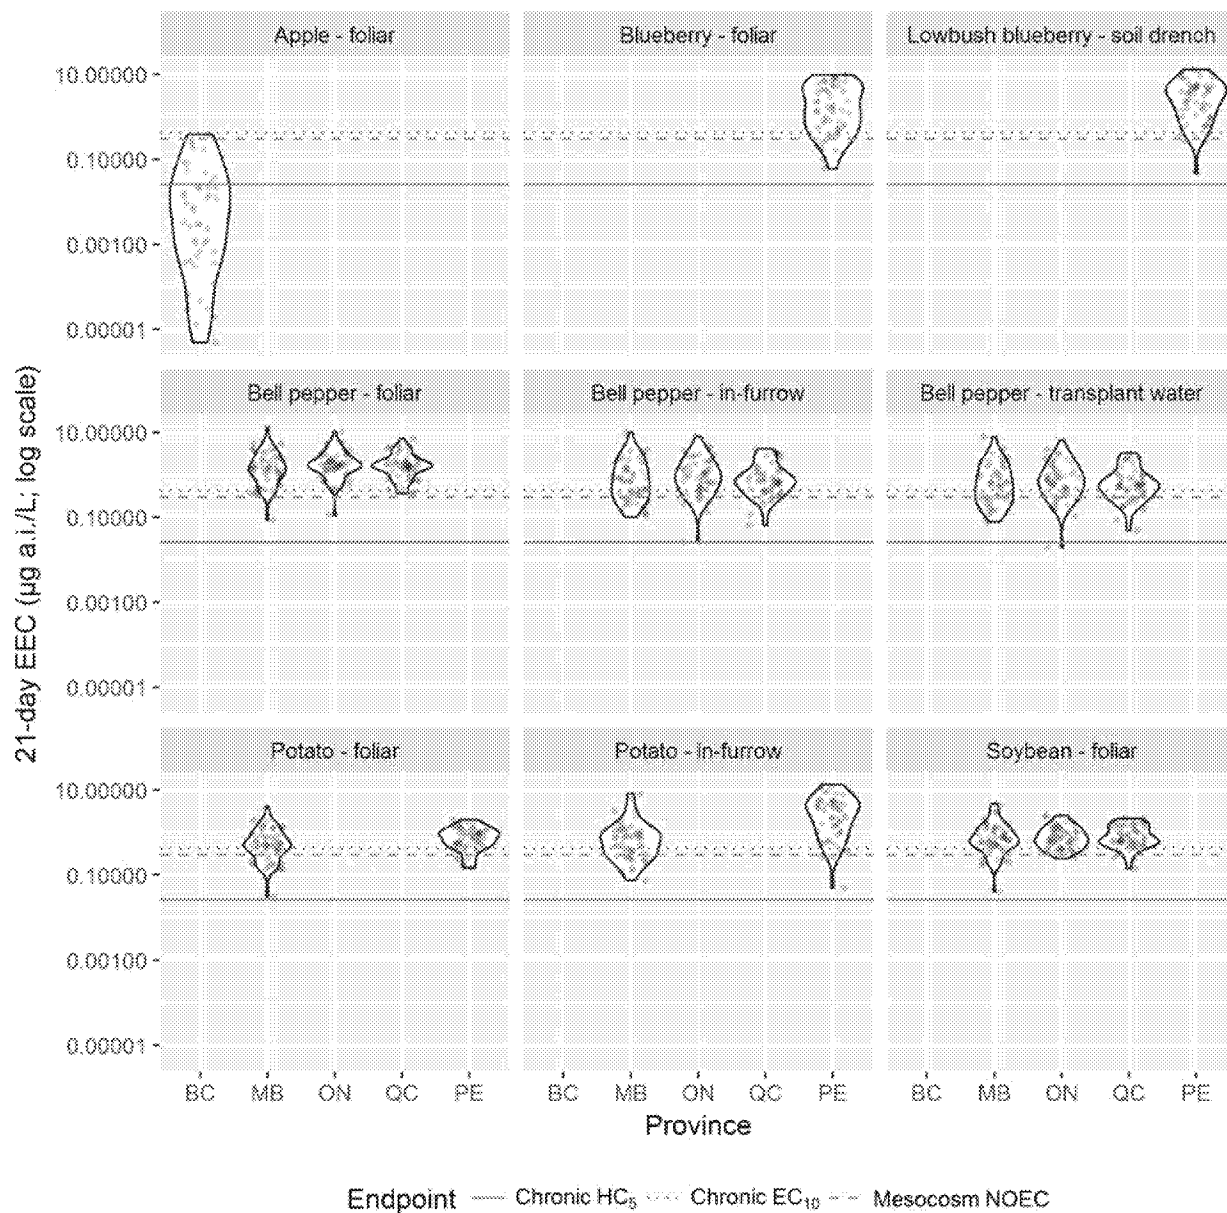 Apple - foliar
Blueberry - foliar
Lowbush blueberry - soil drench
10.00000
0.10000
0.00100
0.00001
Bell pepper - foliar
Bell pepper - in-furrow
Bell pepper - transplant water
10.00000
0.10000
0.00100
0.00001
21-day EEC (µg a.i./L; log scale)
Potato - foliar
Potato - in-furrow
Soybean - foliar
10.00000
0.10000
0.00100
0.00001
BC MB ON QC PE BC MB ON QC PE BC MB ON QC PE
Province
Endpoint Chronic HC5 Chronic EC10 Mesocosm NOEC